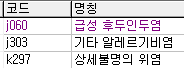 코드 명칭
j060 급성 후두인두염
j303 기타 알레르기비염
k297 상세불명의 위염